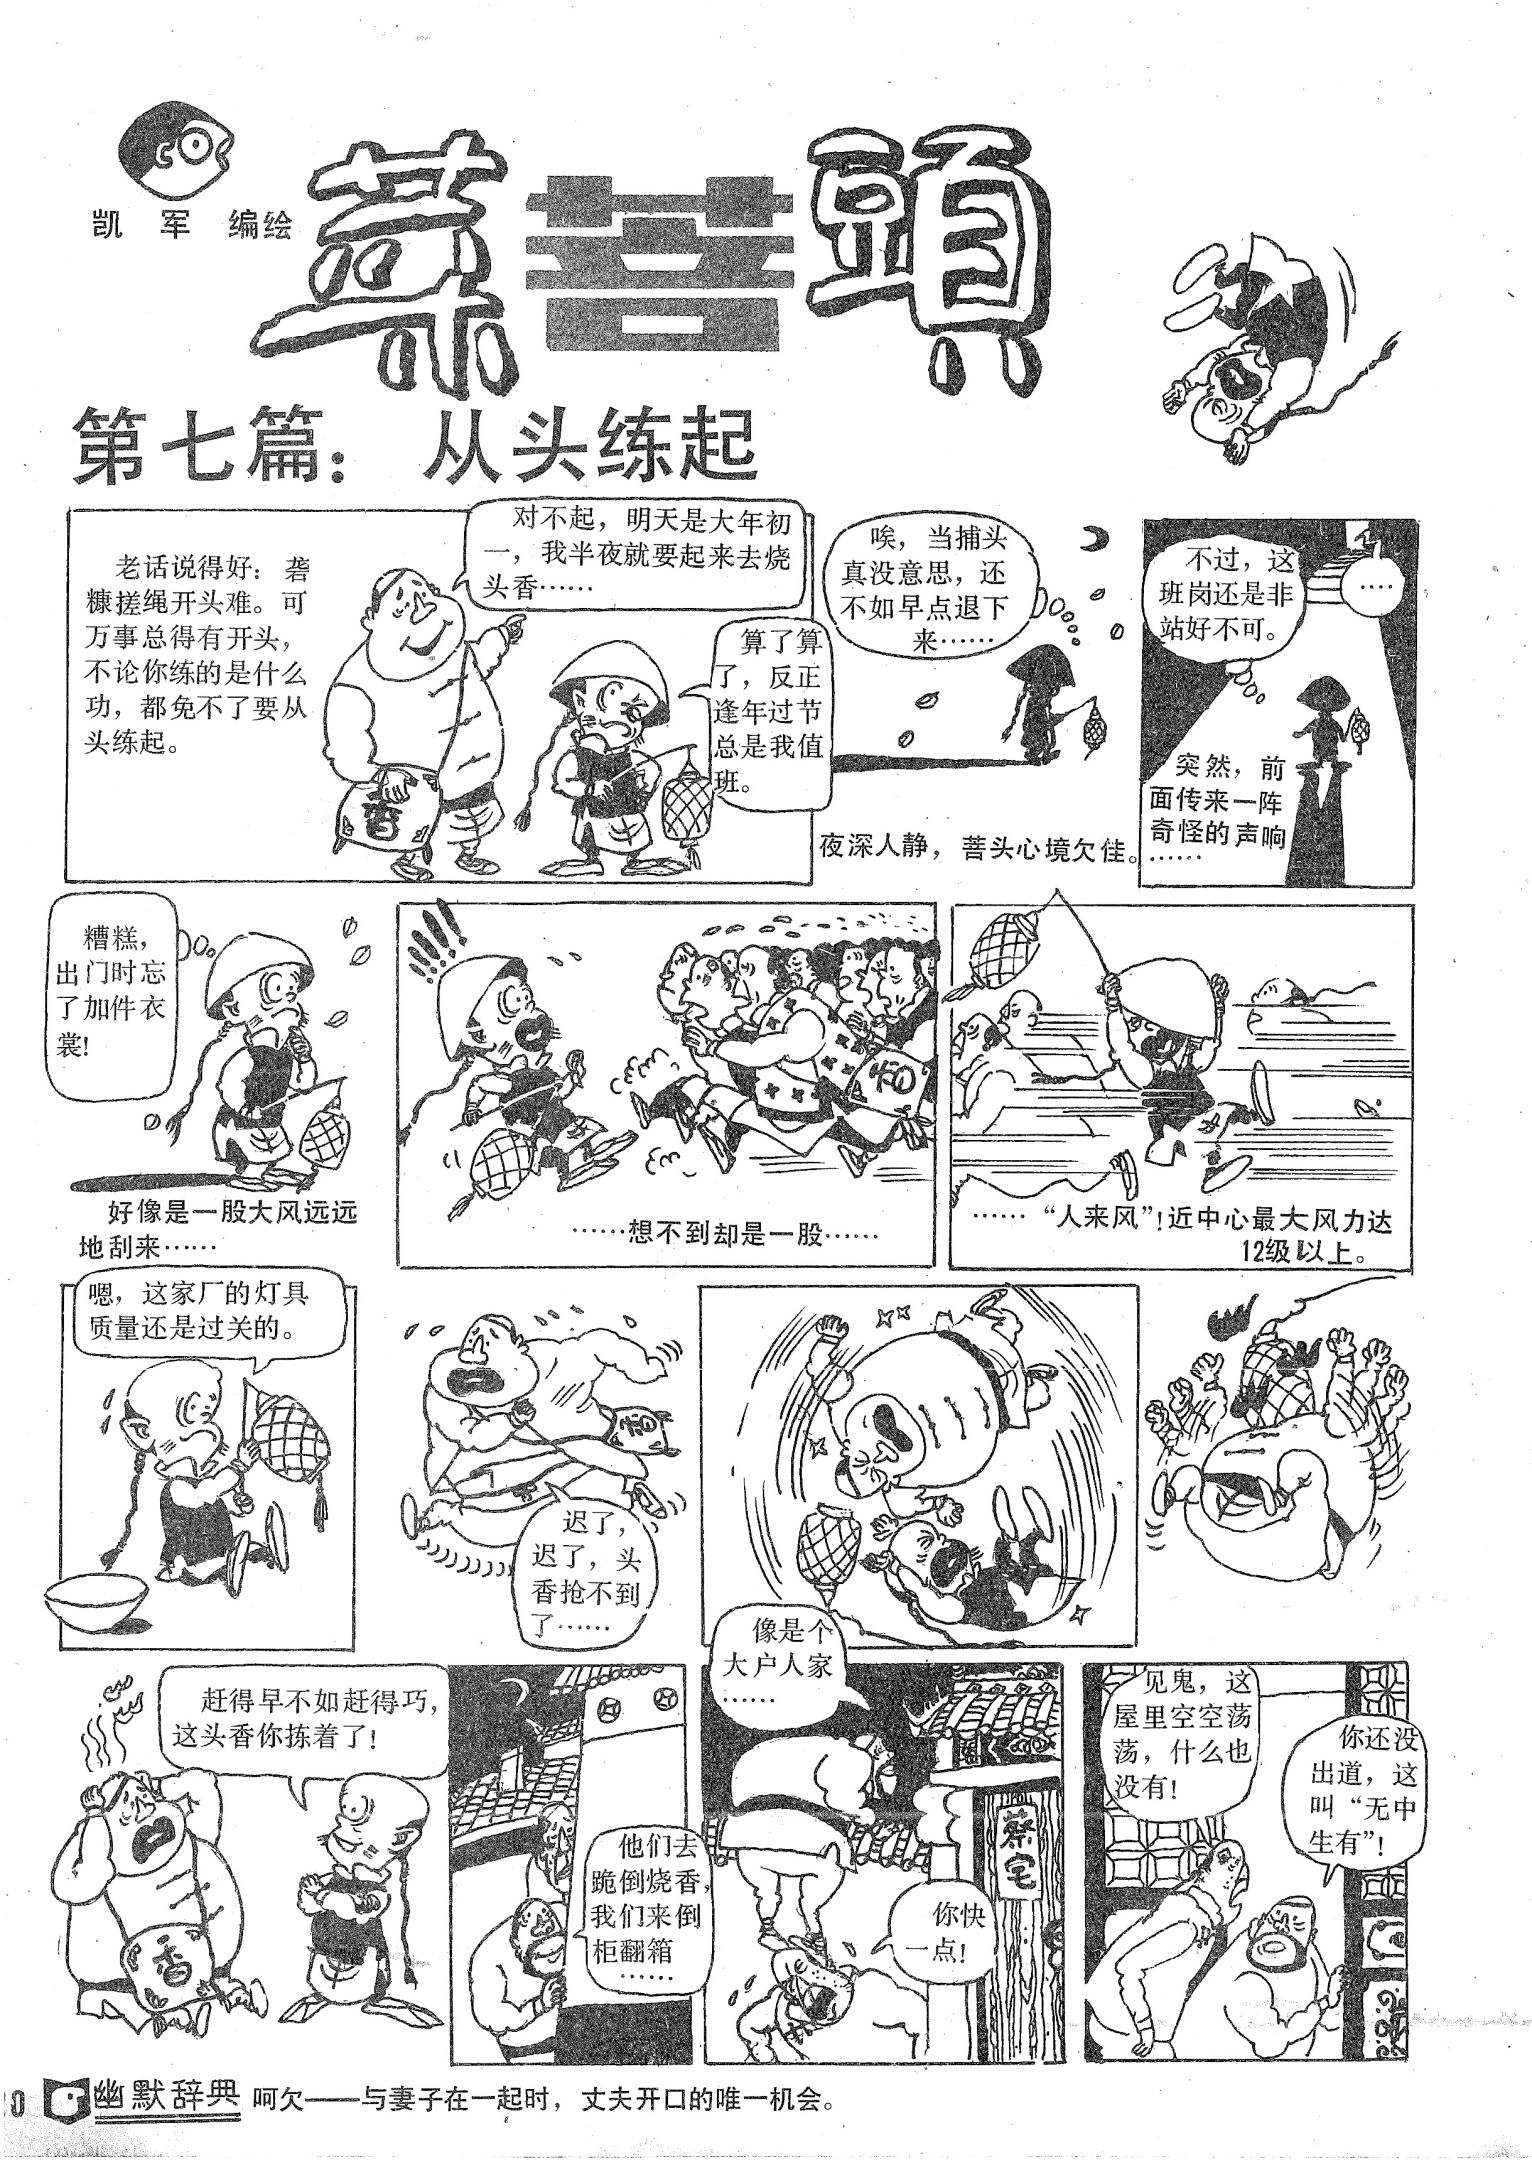 凯军 编绘
菜菩頭
第七篇：从头练起
老话说得好：砻
糠搓绳开头难。可
万事总得有开头，
不论你练的是什么
功，都免不了要从
头练起。
对不起，明天是大年初
一，我半夜就要起来去烧
头香……
香
算了算
了，反正
逢年过节
总是我值
班。
唉，当捕头
真没意思，还
不如早点退下
来……
夜深人静，菩头心境欠佳。
不过，这
班岗还是非
站好不可。
……
突然，前
面传来一阵
奇怪的声响
……
糟糕，
出门时忘
了加件衣
裳！
好像是一股大风远远
地刮来……
香
……想不到却是一股……
……“人来风”！近中心最大风力达
12级以上。
嗯，这家厂的灯具
质量还是过关的。
香
迟了，
迟了，头
香抢不到
了……
赶得早不如赶得巧，
这头香你拣着了！
香
他们去
跪倒烧香，
我们来倒
柜翻箱
……
像是个
大户人家
……
你快
一点！
蔡宅
见鬼，这
屋里空空荡
荡，什么也
没有！
你还没
出道，这
叫“无中
生有”！
幽默辞典 呵欠——与妻子在一起时，丈夫开口的唯一机会。